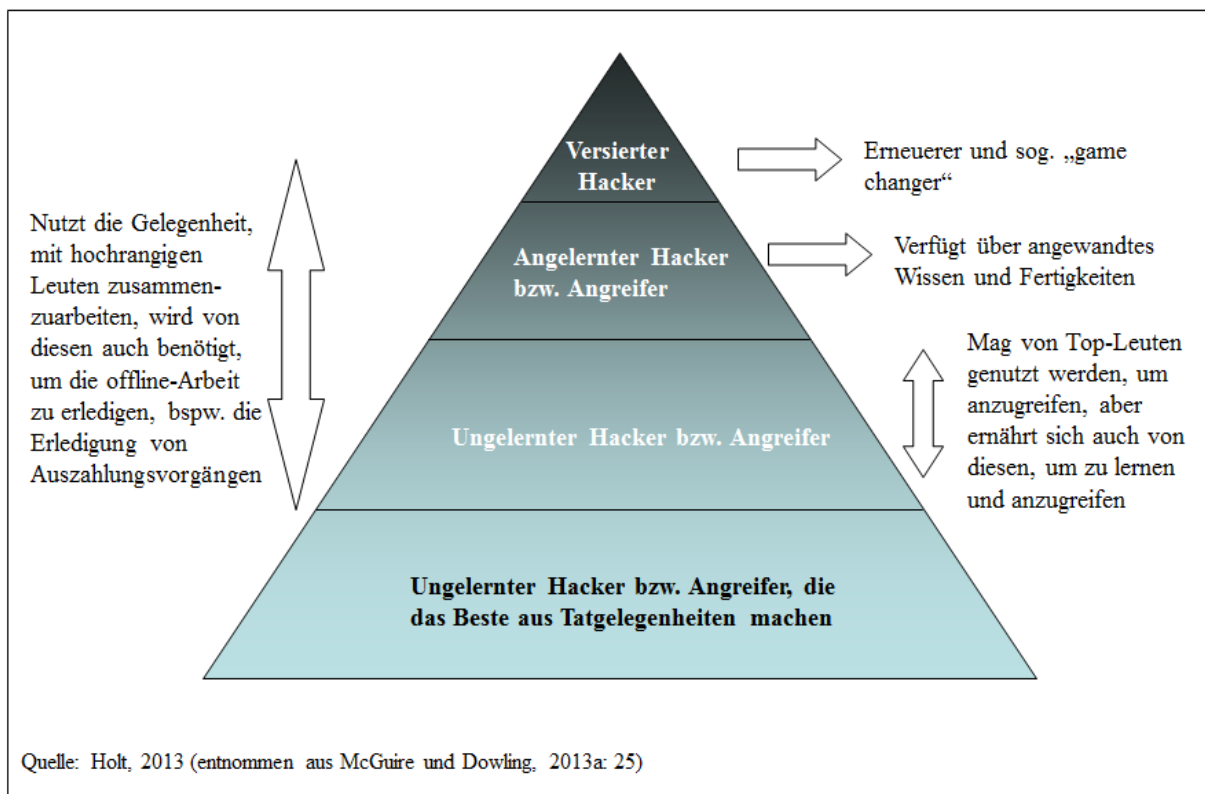 Versierter
Hacker
Erneuerer und sog. „game
changer“
Nutzt die Gelegenheit,
mit hochrangigen
Leuten zusammen-
zuarbeiten, wird von
diesen auch benötigt,
um die offline-Arbeit
zu erledigen, bspw. die
Erledigung von
Auszahlungsvorgängen
Angelernter Hacker
bzw. Angreifer
Verfügt über angewandtes
Wissen und Fertigkeiten
Ungelernter Hacker bzw. Angreifer
Mag von Top-Leuten
genutzt werden, um
anzugreifen, aber
ernährt sich auch von
diesen, um zu lernen
und anzugreifen
Ungelernter Hacker bzw. Angreifer, die
das Beste aus Tatgelegenheiten machen
Quelle: Holt, 2013 (entnommen aus McGuire und Dowling, 2013a: 25)